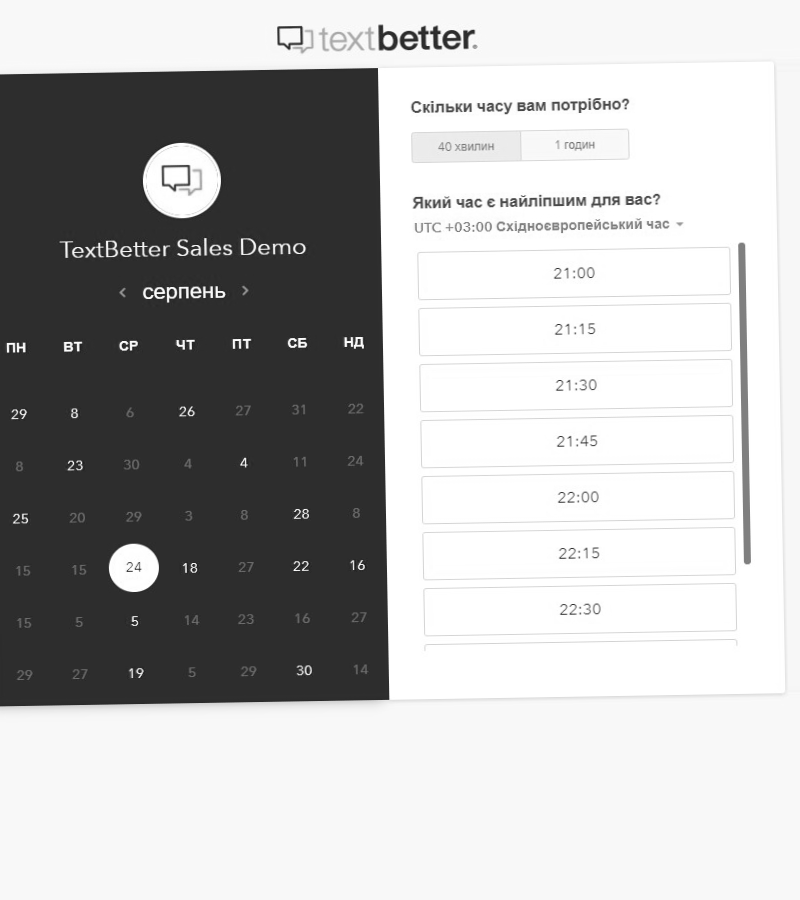 textbetter.
TextBetter Sales Demo
серпень
ПН ВТ СР ЧТ ПТ СБ НД
29 8 6 26 27 31 22
8 23 30 4 4 11 24
25 20 29 3 8 28 8
15 15 24 18 27 22 16
15 5 5 14 23 16 27
29 27 19 5 29 30 14
Скільки часу вам потрібно?
40 хвилин 1 годин
Який час є найліпшим для вас?
UTC +03:00 Східноєвропейський час
21:00
21:15
21:30
21:45
22:00
22:15
22:30